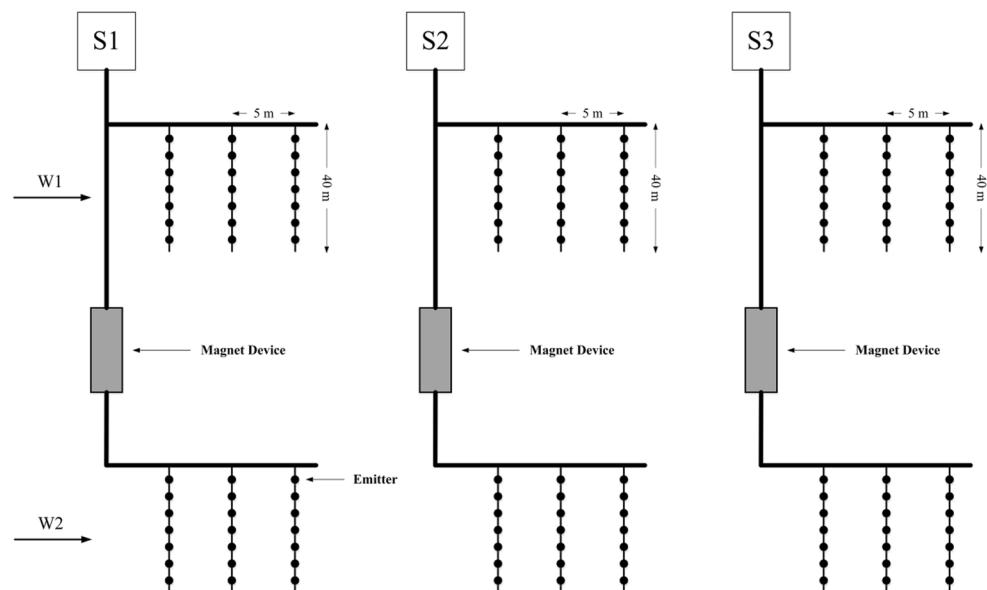 S1 S2 S3
5 m 5 m 5 m
40 m 40 m 40 m
W1
Magnet Device Magnet Device Magnet Device
Emitter
W2